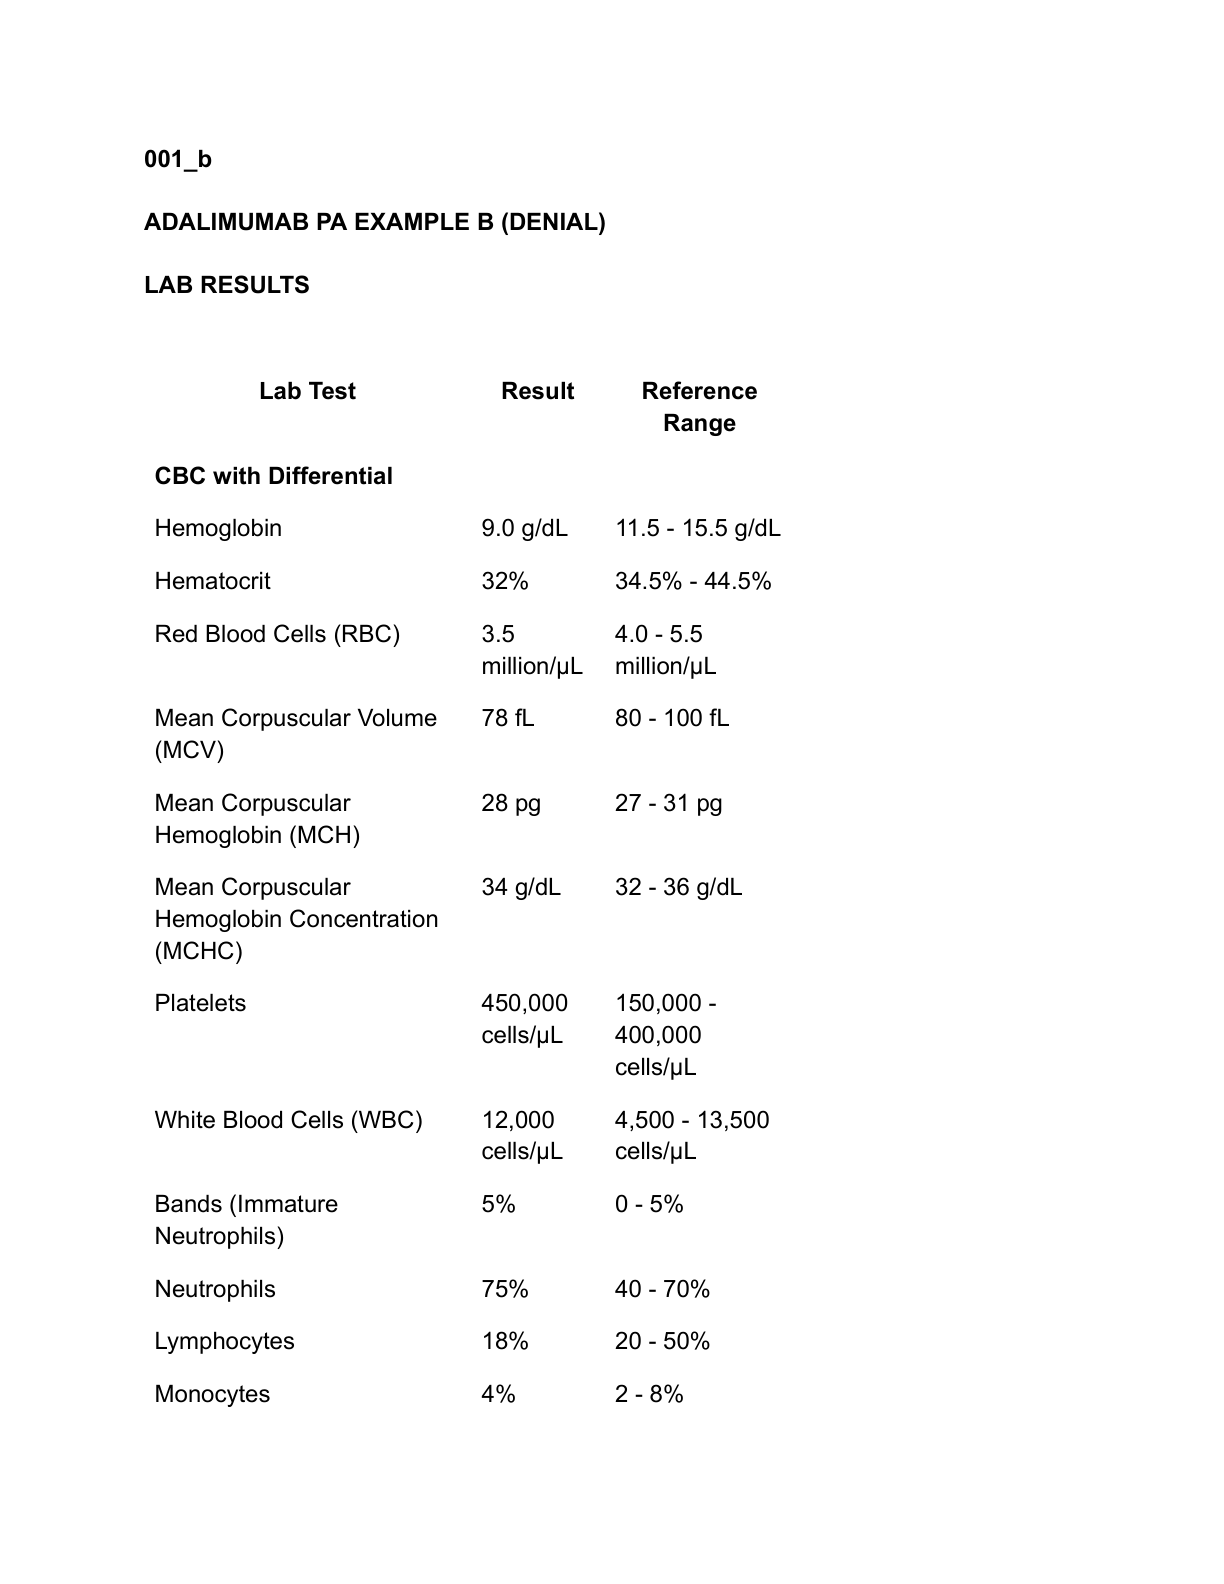 001_b
ADALIMUMAB PA EXAMPLE B (DENIAL)
LAB RESULTS
Lab Test Result Reference
Range
CBC with Differential
Hemoglobin 9.0 g/dL 11.5 - 15.5 g/dL
Hematocrit 32% 34.5% - 44.5%
Red Blood Cells (RBC) 3.5 4.0 - 5.5
million/µL million/µL
Mean Corpuscular Volume 78 fL 80 - 100 fL
(MCV)
Mean Corpuscular 28 pg 27 - 31 pg
Hemoglobin (MCH)
Mean Corpuscular 34 g/dL 32 - 36 g/dL
Hemoglobin Concentration
(MCHC)
Platelets 450,000 150,000 -
cells/µL 400,000
cells/µL
White Blood Cells (WBC) 12,000 4,500 - 13,500
cells/µL cells/µL
Bands (Immature 5% 0 - 5%
Neutrophils)
Neutrophils 75% 40 - 70%
Lymphocytes 18% 20 - 50%
Monocytes 4% 2 - 8%